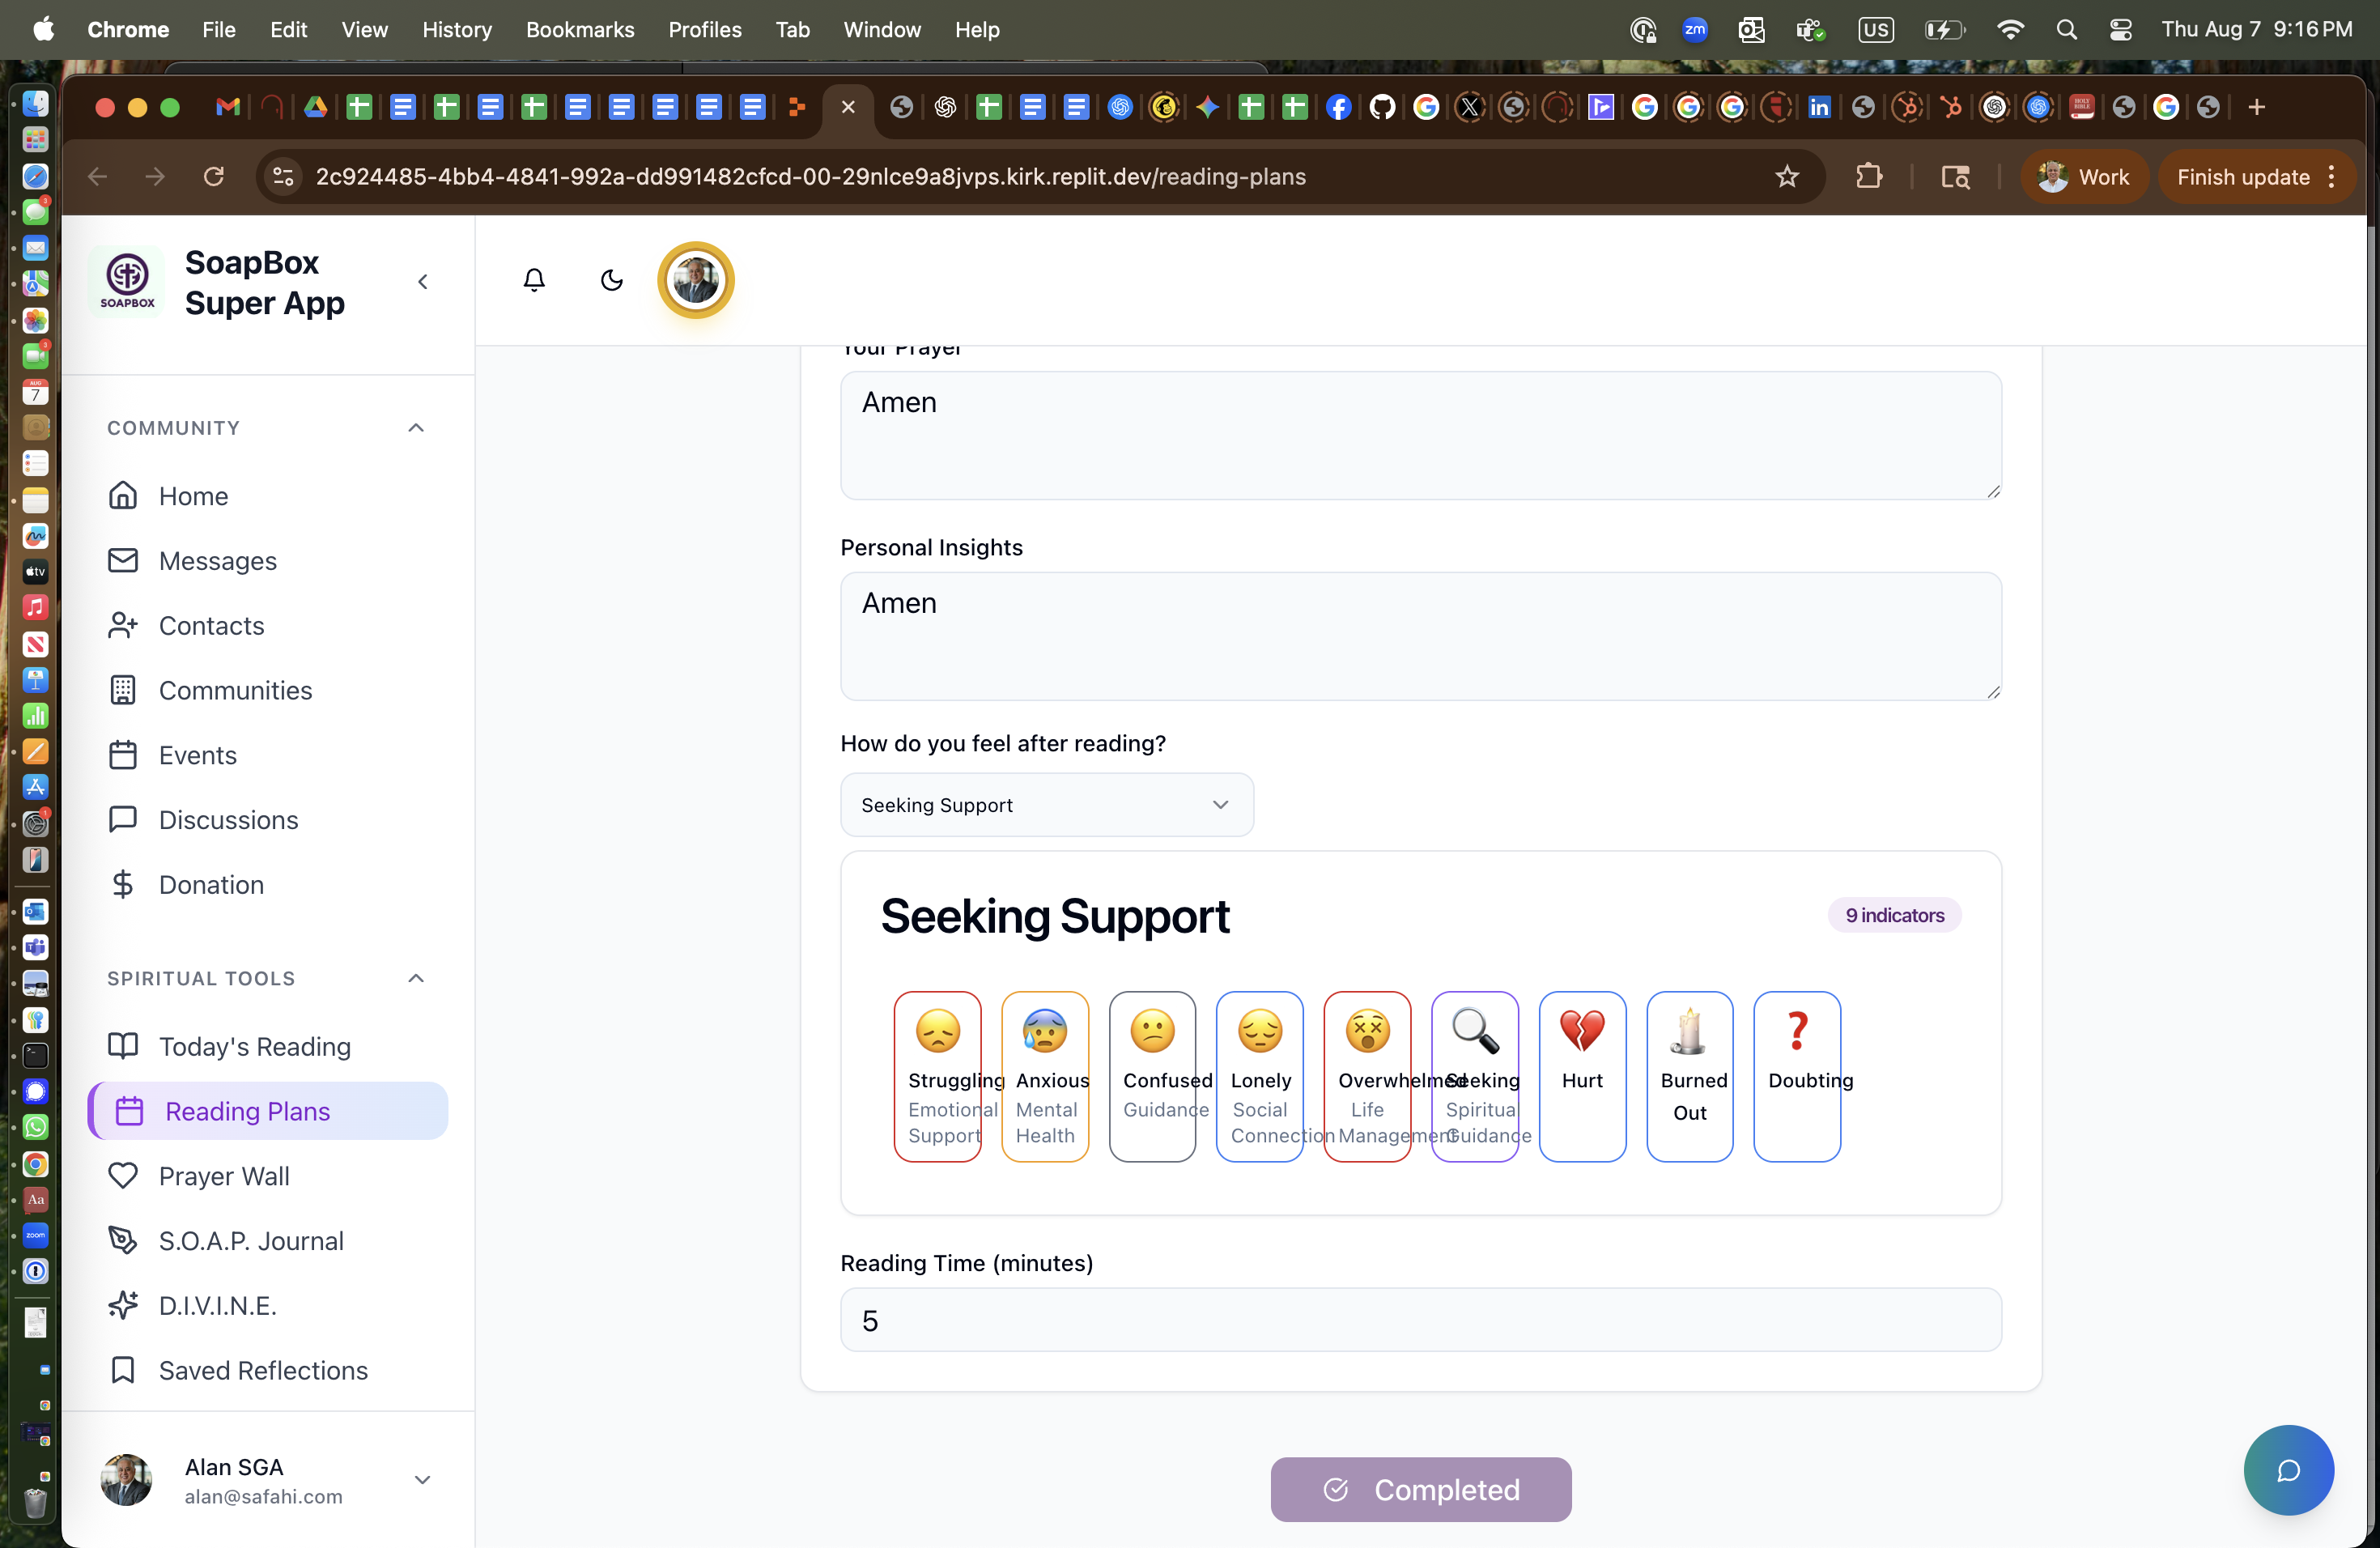 Chrome File Edit View History Bookmarks Profiles Tab Window Help
zm US Thu Aug 7 9:16 PM
2c924485-4bb4-4841-992a-dd991482cfcd-00-29nlce9a8jvps.kirk.replit.dev/reading-plans
Work
Finish update
SOAPBOX
SoapBox
Super App
COMMUNITY
Home
Messages
Contacts
Communities
Events
Discussions
Donation
SPIRITUAL TOOLS
Today's Reading
Reading Plans
Prayer Wall
S.O.A.P. Journal
D.I.V.I.N.E.
Saved Reflections
Alan SGA
alan@safahi.com
Your Prayer
Amen
Personal Insights
Amen
How do you feel after reading?
Seeking Support
Seeking Support
9 indicators
Struggling
Emotional
Support
Anxious
Mental
Health
Confused
Guidance
Lonely
Social
Connection
Overwhelmed
Life
Management
Seeking
Spiritual
Guidance
Hurt
Burned
Out
Doubting
Reading Time (minutes)
5
Completed